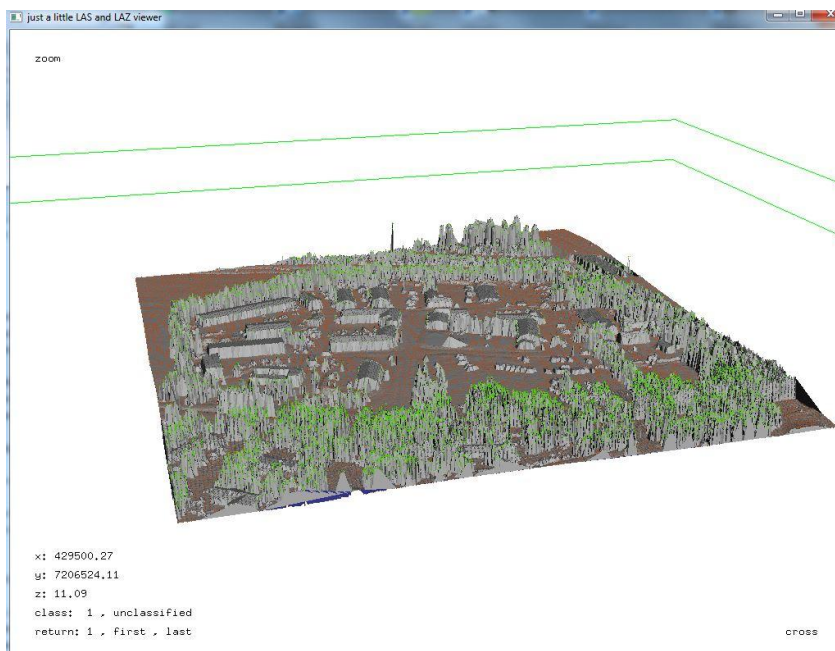 just a little LAS and LAZ viewer
zoom
x: 429500.27
y: 7206524.11
z: 11.09
class: 1 , unclassified
return: 1 , first , last
cross